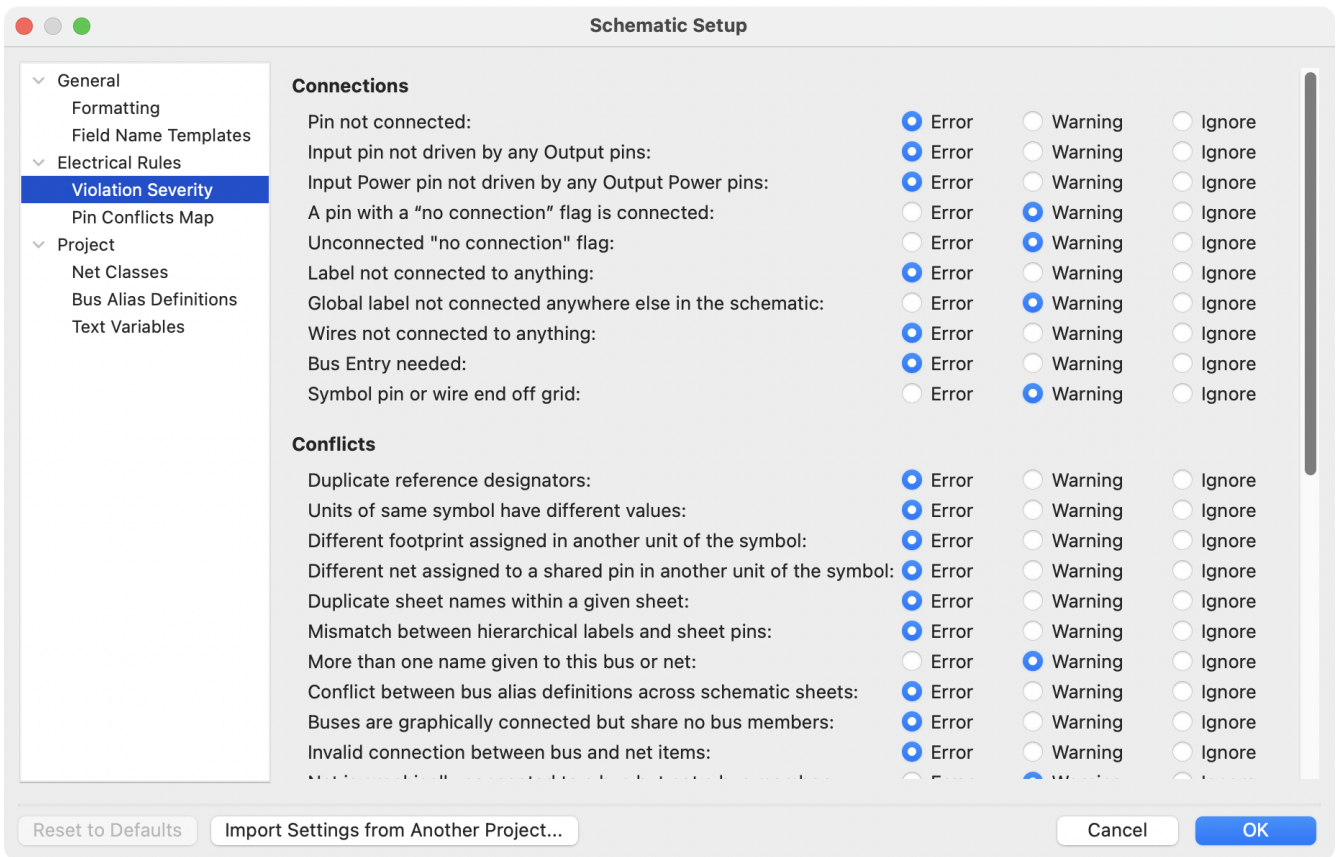 Schematic Setup
General
Formatting
Field Name Templates
Electrical Rules
Violation Severity
Pin Conflicts Map
Project
Net Classes
Bus Alias Definitions
Text Variables
Connections
Pin not connected: Error Warning Ignore
Input pin not driven by any Output pins: Error Warning Ignore
Input Power pin not driven by any Output Power pins: Error Warning Ignore
A pin with a “no connection” flag is connected: Error Warning Ignore
Unconnected "no connection" flag: Error Warning Ignore
Label not connected to anything: Error Warning Ignore
Global label not connected anywhere else in the schematic: Error Warning Ignore
Wires not connected to anything: Error Warning Ignore
Bus Entry needed: Error Warning Ignore
Symbol pin or wire end off grid: Error Warning Ignore
Conflicts
Duplicate reference designators: Error Warning Ignore
Units of same symbol have different values: Error Warning Ignore
Different footprint assigned in another unit of the symbol: Error Warning Ignore
Different net assigned to a shared pin in another unit of the symbol: Error Warning Ignore
Duplicate sheet names within a given sheet: Error Warning Ignore
Mismatch between hierarchical labels and sheet pins: Error Warning Ignore
More than one name given to this bus or net: Error Warning Ignore
Conflict between bus alias definitions across schematic sheets: Error Warning Ignore
Buses are graphically connected but share no bus members: Error Warning Ignore
Invalid connection between bus and net items: Error Warning Ignore
Reset to Defaults Import Settings from Another Project... Cancel OK